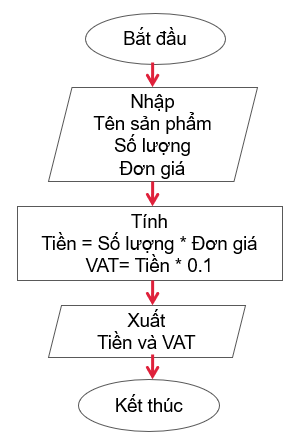 Bắt đầu
Nhập
Tên sản phẩm
Số lượng
Đơn giá
Tính
Tiền = Số lượng * Đơn giá
VAT= Tiền * 0.1
Xuất
Tiền và VAT
Kết thúc